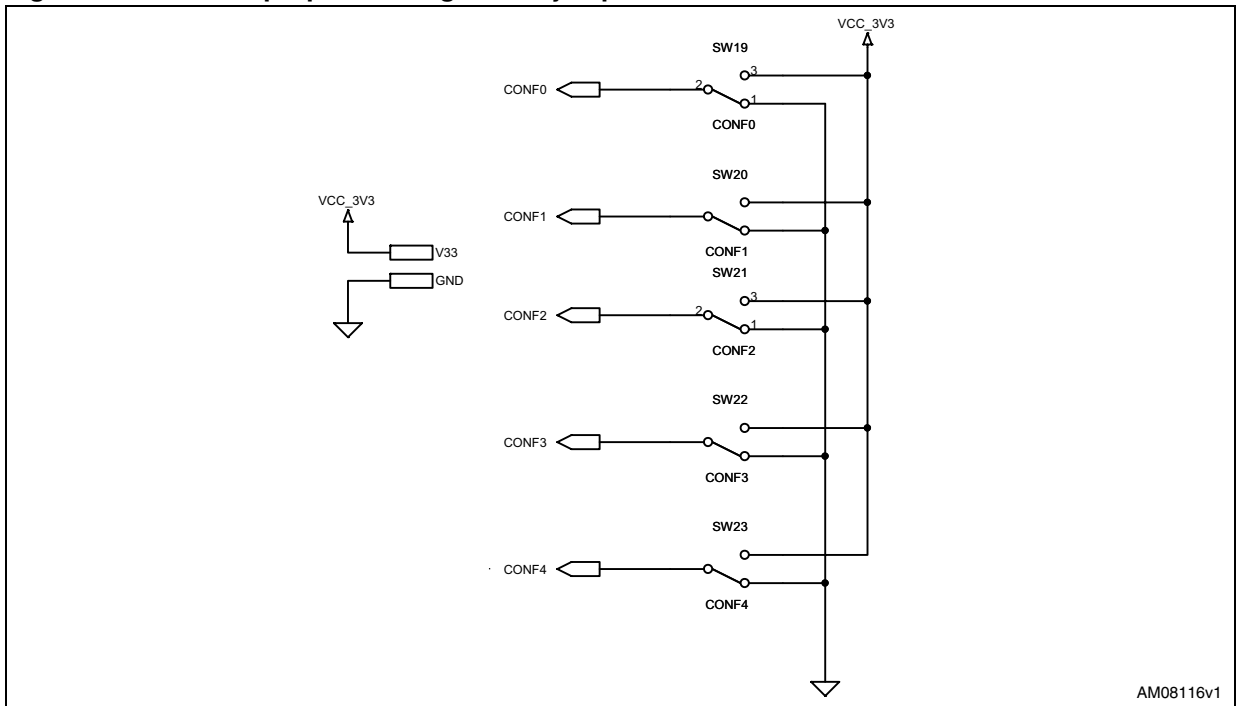 VCC_3V3
SW19
3
CONF0
2
1
CONF0
SW20
VCC_3V3
CONF1
V33
CONF1
SW21
GND
3
CONF2
2
1
CONF2
SW22
CONF3
CONF3
SW23
CONF4
CONF4
AM08116v1